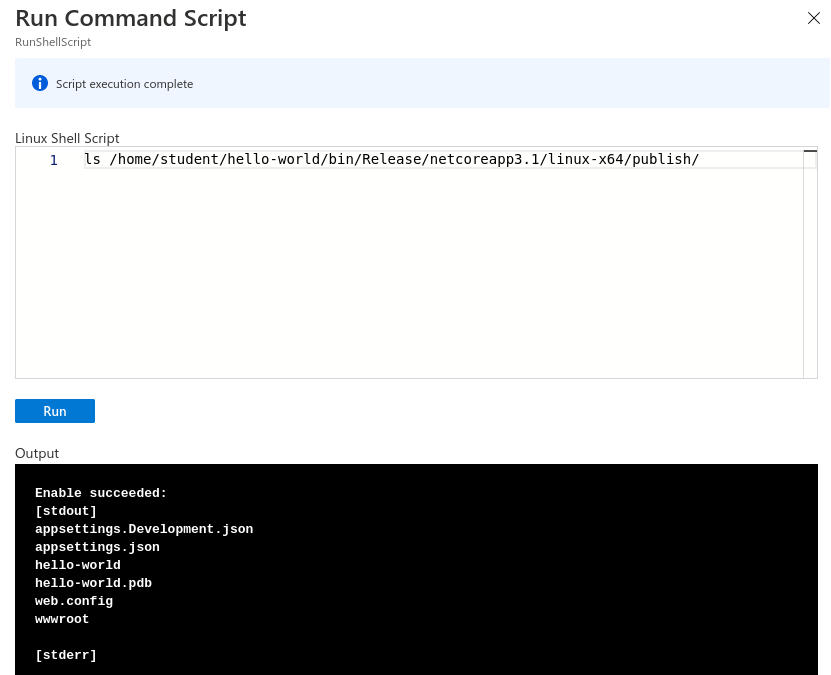 Run Command Script
RunShellScript
Script execution complete
Linux Shell Script
1 ls /home/student/hello-world/bin/Release/netcoreapp3.1/linux-x64/publish/
Run
Output
Enable succeeded:
[stdout]
appsettings.Development.json
appsettings.json
hello-world
hello-world.pdb
web.config
wwwroot
[stderr]